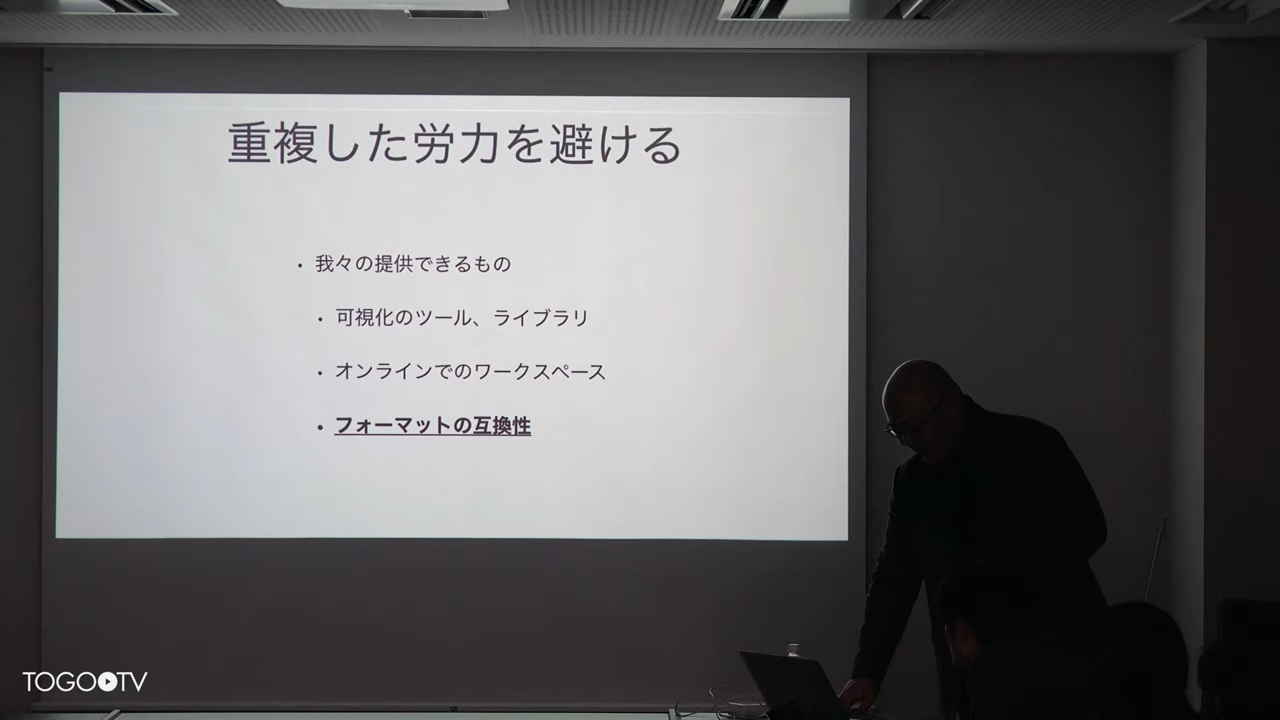 重複した労力を避ける
・我々の提供できるもの
・可視化のツール、ライブラリ
・オンラインでのワークスペース
・フォーマットの互換性
TOGOTV